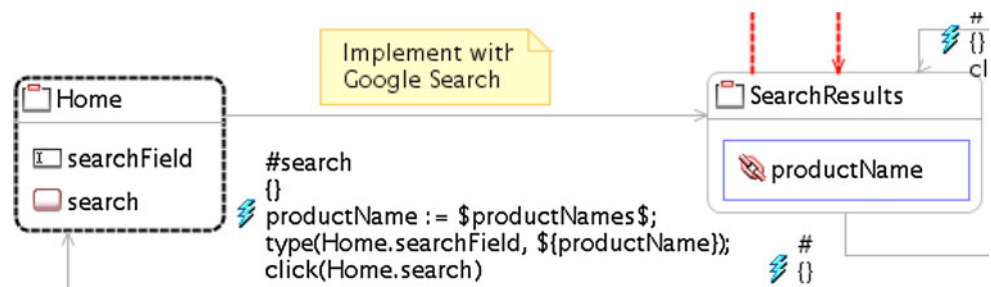 Implement with
Google Search
#
{}
cl
Home
SearchResults
searchField
search
productName
#search
{}
productName := $productNames$;
type(Home.searchField, ${productName});
click(Home.search)
#
{}